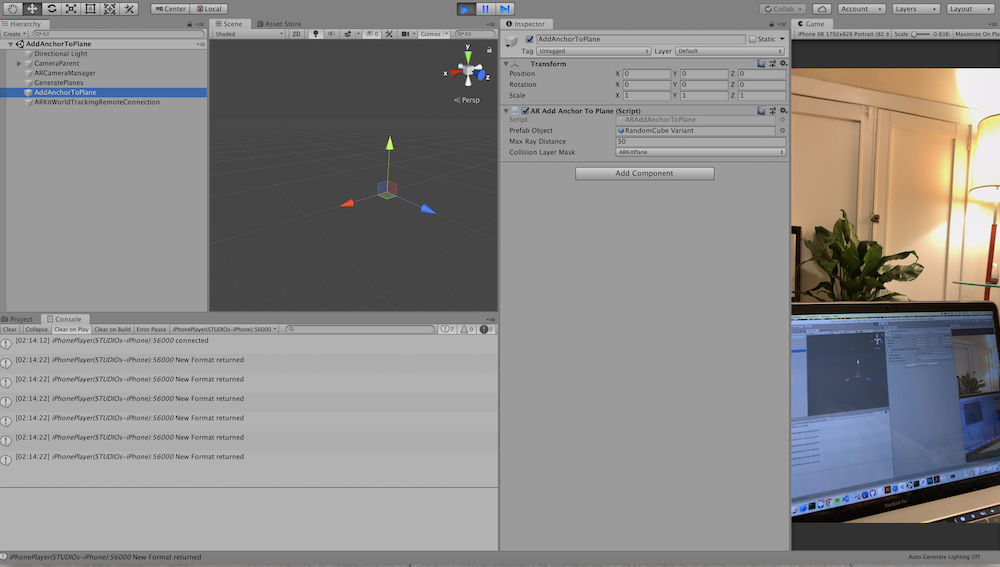 Center
Local
Collab
Account
Layers
Layout
Hierarchy
Create
All
AddAnchorToPlane
Directional Light
CameraParent
ARCameraManager
GeneratePlanes
AddAnchorToPlane
ARKitWorldTrackingRemoteConnection
Scene
Asset Store
Shaded
2D
0
Gizmos
All
y
x
z
Persp
Inspector
AddAnchorToPlane
Static
Tag Untagged Layer Default
Transform
Position X 0 Y 0 Z 0
Rotation X 0 Y 0 Z 0
Scale X 1 Y 1 Z 1
AR Add Anchor To Plane (Script)
Script ARAddAnchorToPlane
Prefab Object RandomCube Variant
Max Ray Distance 30
Collision Layer Mask ARKitPlane
Add Component
Game
iPhone XR 1792x828 Portrait (82 Scale 0.838 Maximize On Play
MacBook Pro
Project
Console
Clear Collapse Clear on Play Clear on Build Error Pause iPhonePlayer(STUDIOs-iPhone):56000 7 0 0
[02:14:12] iPhonePlayer(STUDIOs-iPhone):56000 connected
[02:14:22] iPhonePlayer(STUDIOs-iPhone):56000 New Format returned
[02:14:22] iPhonePlayer(STUDIOs-iPhone):56000 New Format returned
[02:14:22] iPhonePlayer(STUDIOs-iPhone):56000 New Format returned
[02:14:22] iPhonePlayer(STUDIOs-iPhone):56000 New Format returned
[02:14:22] iPhonePlayer(STUDIOs-iPhone):56000 New Format returned
[02:14:22] iPhonePlayer(STUDIOs-iPhone):56000 New Format returned
iPhonePlayer(STUDIOs-iPhone):56000 New Format returned
Auto Generate Lighting Off